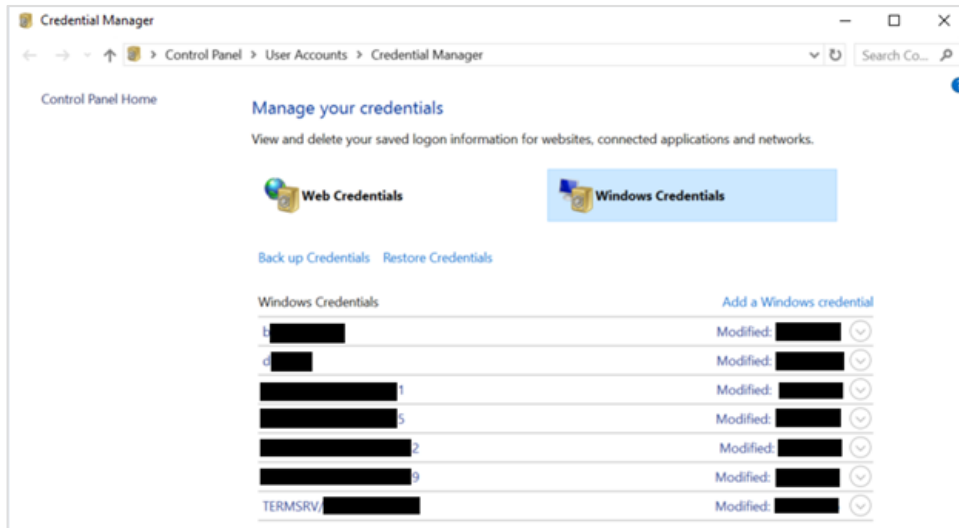 Credential Manager
Control Panel > User Accounts > Credential Manager
Search Co...
Control Panel Home
Manage your credentials
View and delete your saved logon information for websites, connected applications and networks.
Web Credentials
Windows Credentials
Back up Credentials Restore Credentials
Windows Credentials Add a Windows credential
b Modified:
d Modified:
1 Modified:
5 Modified:
2 Modified:
9 Modified:
TERMSRV/ Modified: